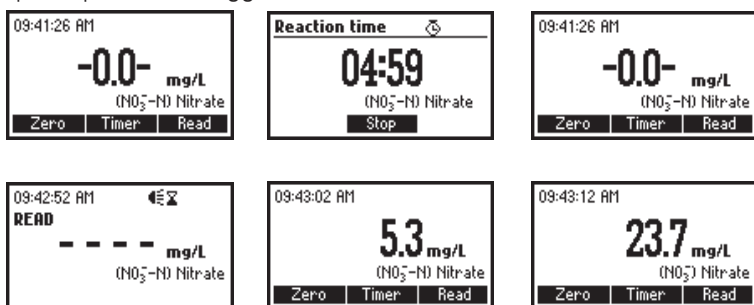 09:41:26 AM
-0.0- mg/L
(NO₃⁻-N) Nitrate
Zero Timer Read
Reaction time
04:59
(NO₃⁻-N) Nitrate
Stop
09:41:26 AM
-0.0- mg/L
(NO₃⁻-N) Nitrate
Zero Timer Read
09:42:52 AM
READ
- - - - mg/L
(NO₃⁻-N) Nitrate
09:43:02 AM
5.3 mg/L
(NO₃⁻-N) Nitrate
Zero Timer Read
09:43:12 AM
23.7 mg/L
(NO₃⁻) Nitrate
Zero Timer Read